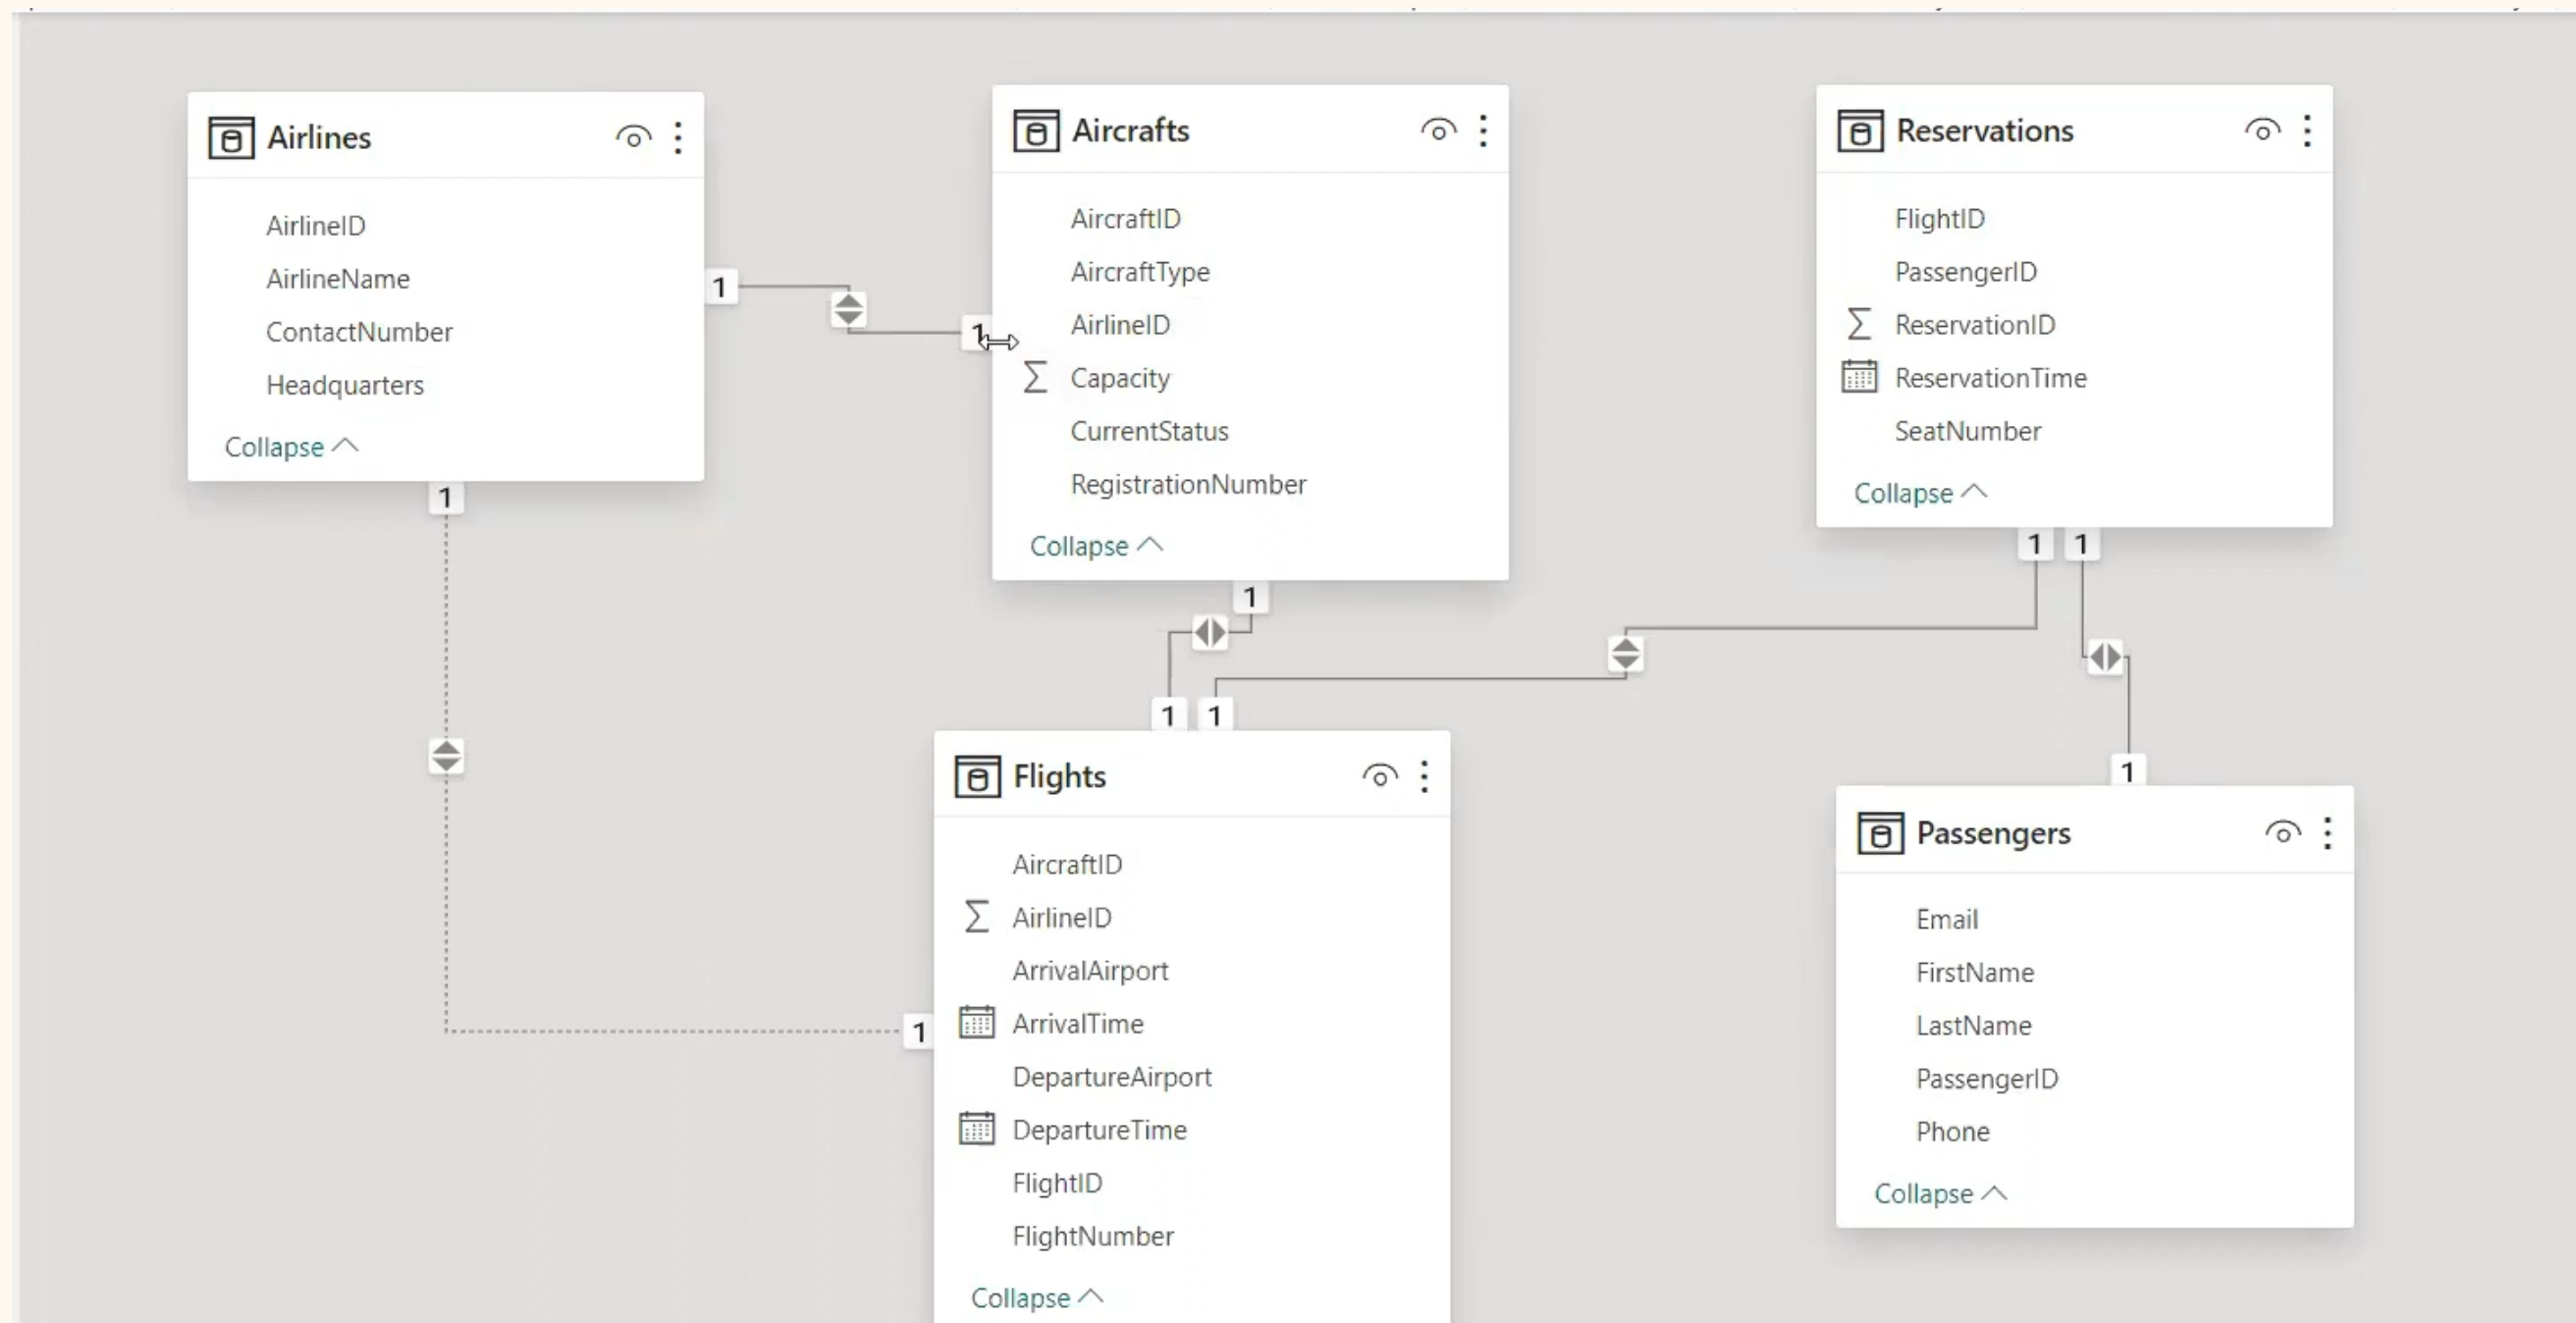 Airlines
AirlineID
AirlineName
ContactNumber
Headquarters
Collapse
1
1
1
1
Aircrafts
AircraftID
AircraftType
AirlineID
Capacity
CurrentStatus
RegistrationNumber
Collapse
1
1
1
Reservations
FlightID
PassengerID
ReservationID
ReservationTime
SeatNumber
Collapse
1 1
1
Flights
AircraftID
AirlineID
ArrivalAirport
ArrivalTime
DepartureAirport
DepartureTime
FlightID
FlightNumber
Collapse
Passengers
Email
FirstName
LastName
PassengerID
Phone
Collapse